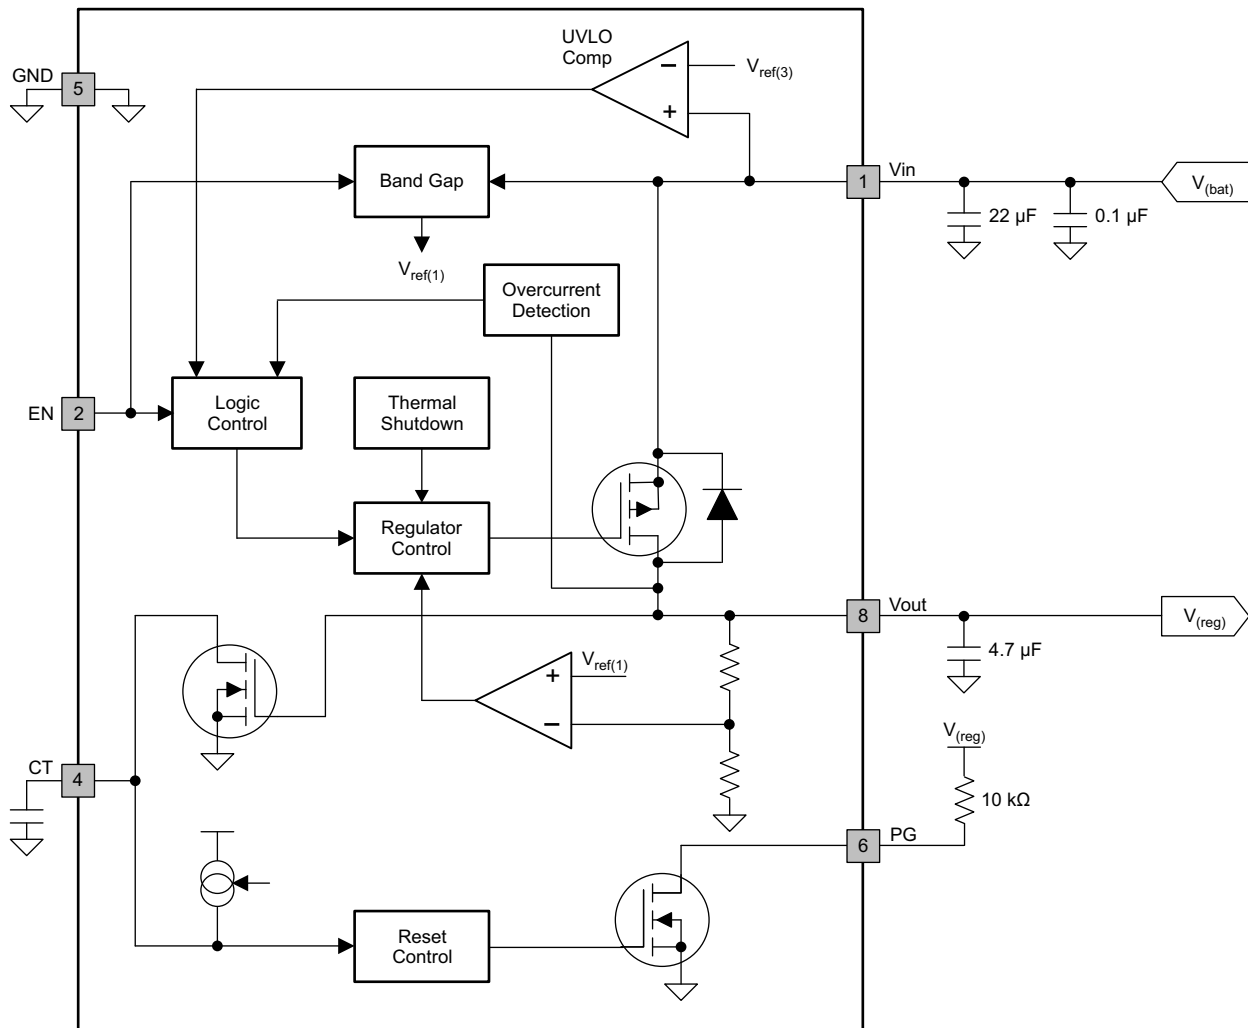 UVLO
Comp
V_ref(3)
GND
5
Band Gap
1
Vin
V_(bat)
22 µF
0.1 µF
V_ref(1)
Overcurrent
Detection
EN
2
Logic
Control
Thermal
Shutdown
Regulator
Control
8
Vout
V_(reg)
4.7 µF
V_ref(1)
V_(reg)
CT
4
10 kΩ
6
PG
Reset
Control